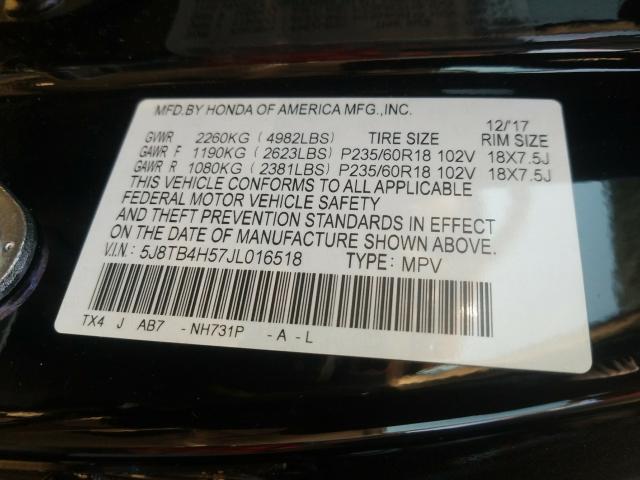 MFD.BY HONDA OF AMERICA MFG.,INC.
12/'17
GVWR 2260KG ( 4982LBS) TIRE SIZE RIM SIZE
GAWR F 1190KG ( 2623LBS) P235/60R18 102V 18X7.5J
GAWR R 1080KG ( 2381LBS) P235/60R18 102V 18X7.5J
THIS VEHICLE CONFORMS TO ALL APPLICABLE
FEDERAL MOTOR VEHICLE SAFETY
AND THEFT PREVENTION STANDARDS IN EFFECT
ON THE DATE OF MANUFACTURE SHOWN ABOVE.
V.I.N.: 5J8TB4H57JL016518 TYPE: MPV
TX4 J AB7 - NH731P - A - L